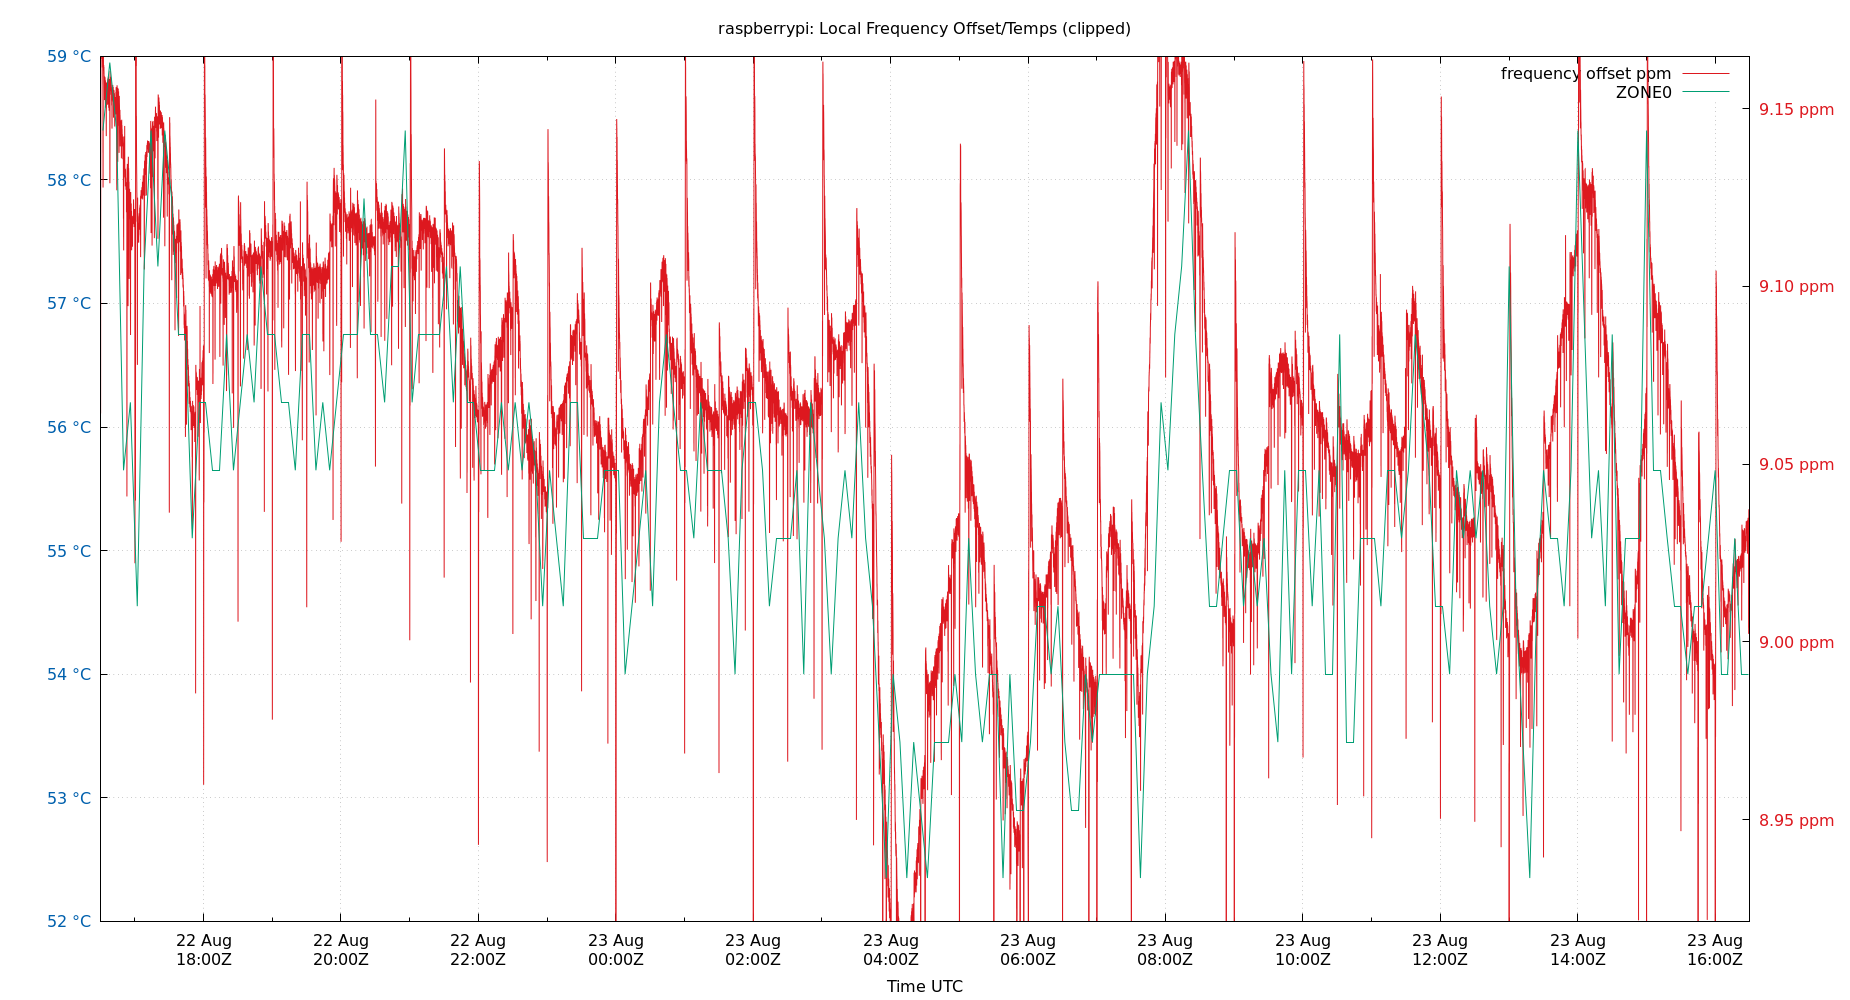 raspberrypi: Local Frequency Offset/Temps (clipped)
frequency offset ppm
ZONE0
59 °C
58 °C
57 °C
56 °C
55 °C
54 °C
53 °C
52 °C
9.15 ppm
9.10 ppm
9.05 ppm
9.00 ppm
8.95 ppm
22 Aug 22 Aug 22 Aug 23 Aug 23 Aug 23 Aug 23 Aug 23 Aug 23 Aug 23 Aug 23 Aug 23 Aug
18:00Z 20:00Z 22:00Z 00:00Z 02:00Z 04:00Z 06:00Z 08:00Z 10:00Z 12:00Z 14:00Z 16:00Z
Time UTC